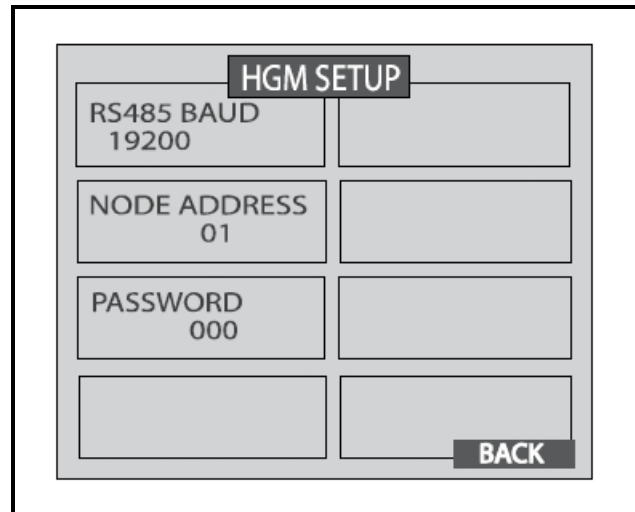 HGM SETUP
RS485 BAUD
19200
NODE ADDRESS
01
PASSWORD
000
BACK